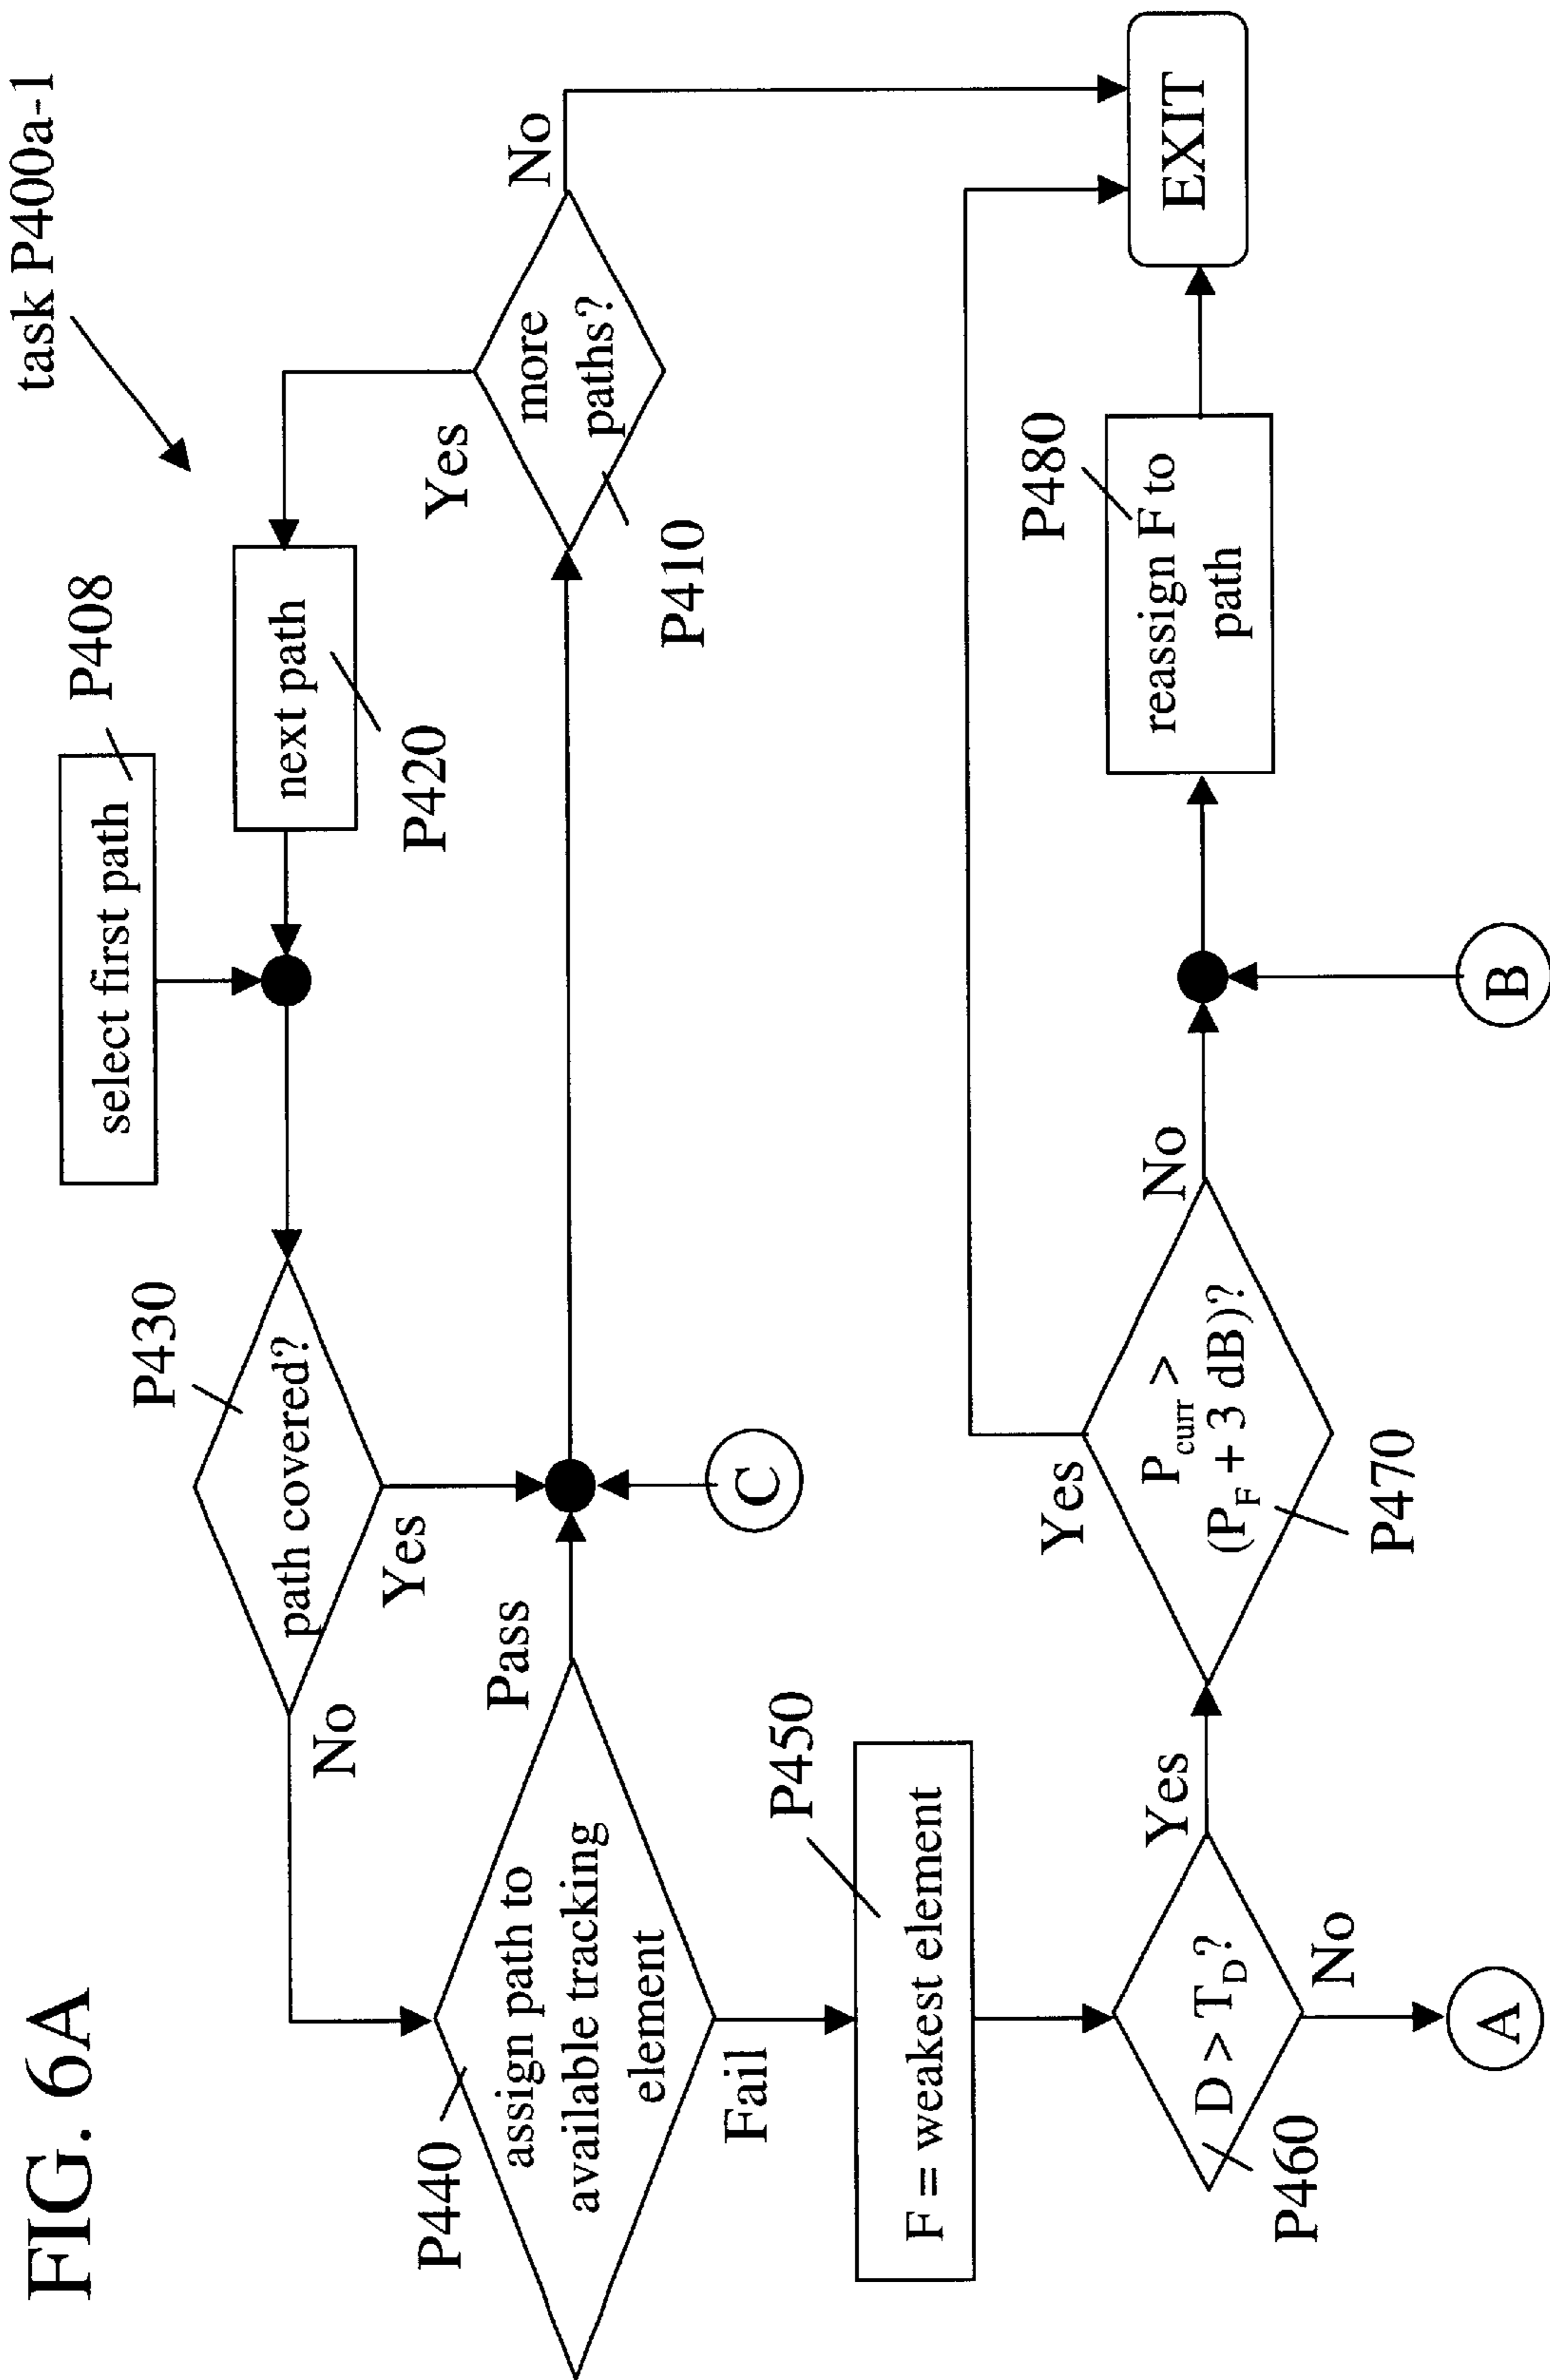 FIG. 6A
task P400a-1
select first path
P408
next path
P420
P430
path covered?
No
Yes
more
paths?
Yes
No
P410
P440
assign path to
available tracking
element
Pass
Fail
C
P450
F = weakest element
P460
D > T_D?
Yes
No
A
P_curr >
(P_F + 3 dB)?
Yes
No
P470
B
P480
reassign F to
path
EXIT